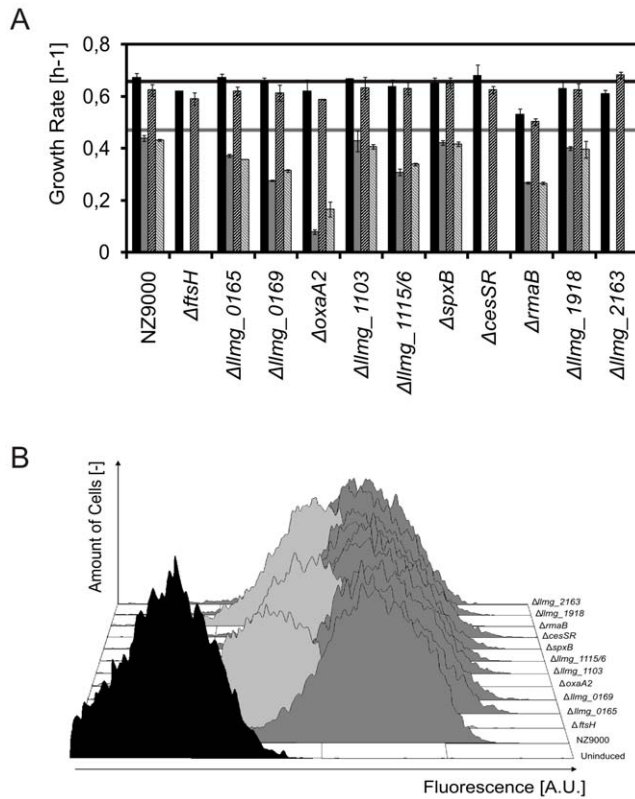 A
Growth Rate [h-1]
0,8
0,6
0,4
0,2
0
NZ9000
ΔftsH
Δllmg_0165
Δllmg_0169
ΔoxaA2
Δllmg_1103
Δllmg_1115/6
ΔspxB
ΔcesSR
ΔrmaB
Δllmg_1918
Δllmg_2163
B
Amount of Cells [-]
Δllmg_2163
Δllmg_1918
ΔrmaB
ΔcesSR
ΔspxB
Δllmg_1115/6
Δllmg_1103
ΔoxaA2
Δllmg_0169
Δllmg_0165
ΔftsH
NZ9000
Uninduced
Fluorescence [A.U.]